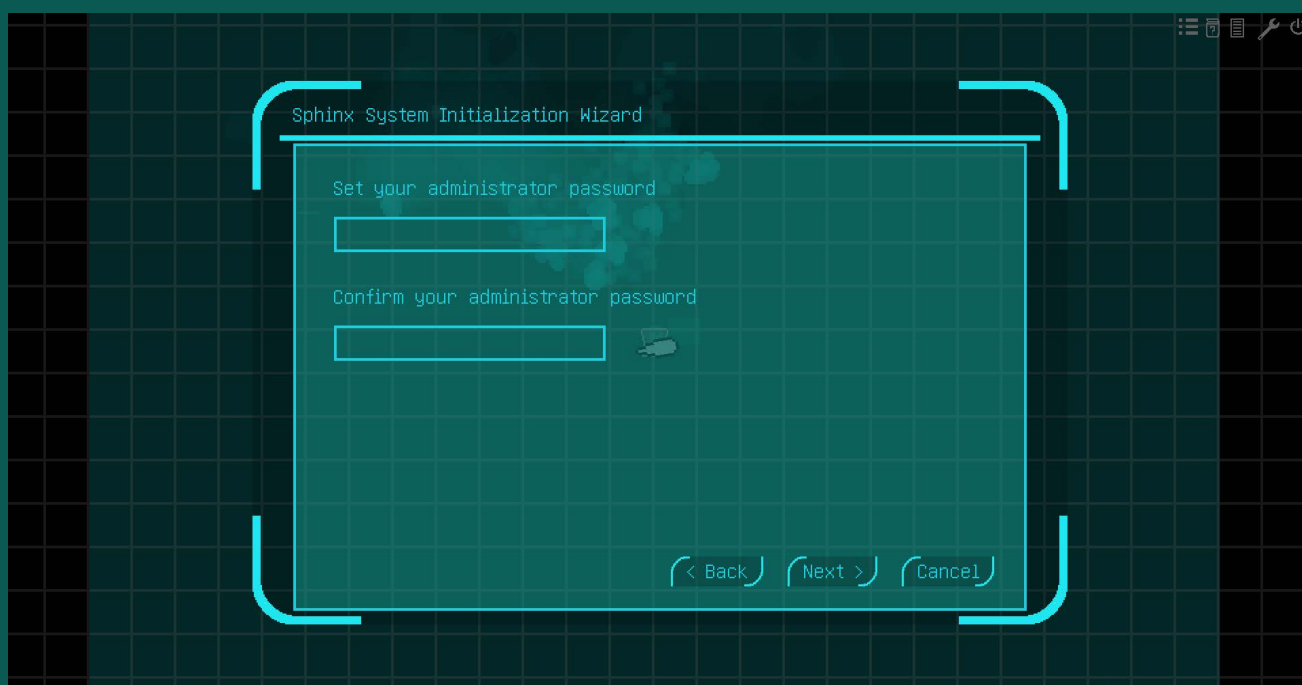 Sphinx System Initialization Wizard
Set your administrator password
Confirm your administrator password
< Back
Next >
Cancel